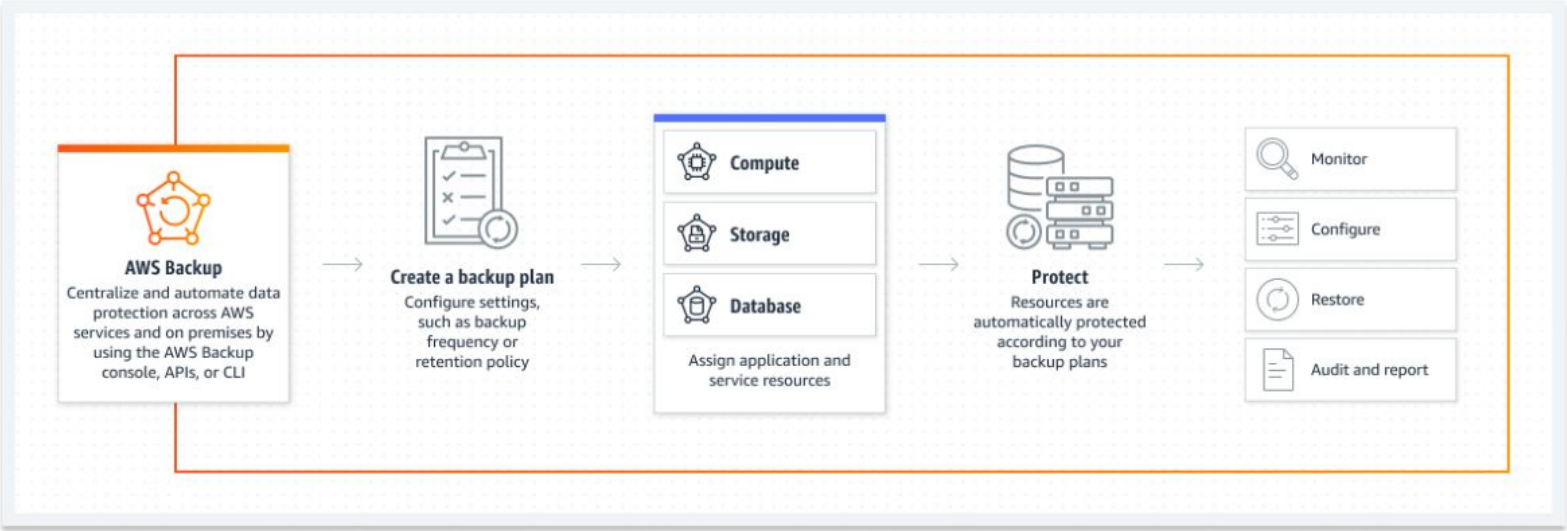 AWS Backup
Centralize and automate data
protection across AWS
services and on premises by
using the AWS Backup
console, APIs, or CLI
Create a backup plan
Configure settings,
such as backup
frequency or
retention policy
Compute
Storage
Database
Assign application and
service resources
Protect
Resources are
automatically protected
according to your
backup plans
Monitor
Configure
Restore
Audit and report